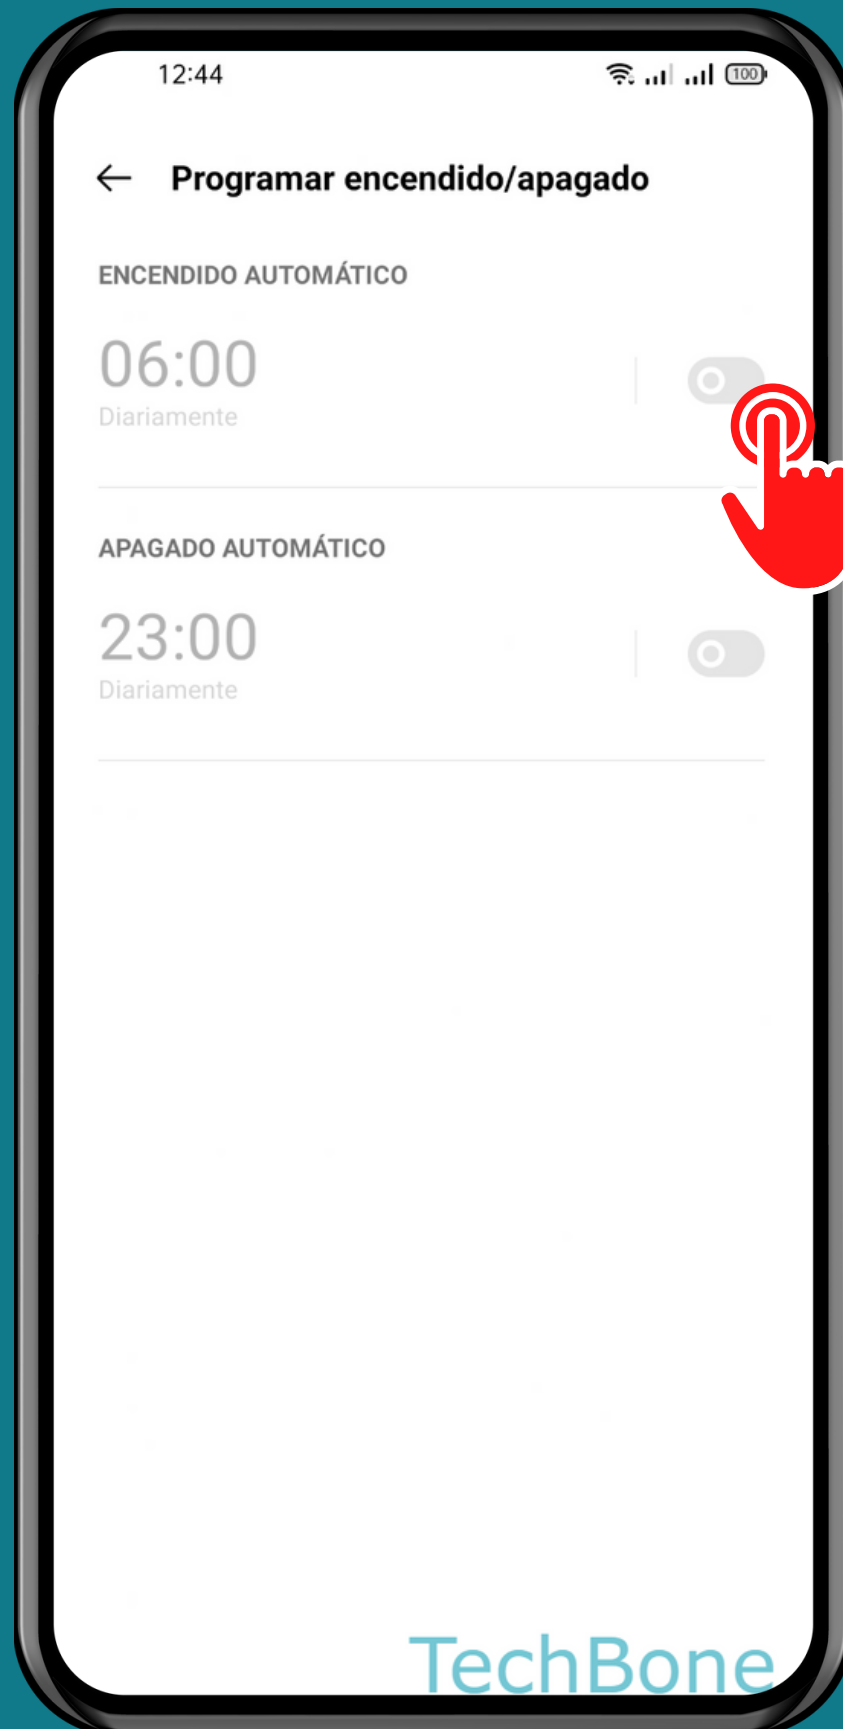 12:44
100
Programar encendido/apagado
ENCENDIDO AUTOMÁTICO
06:00
Diariamente
APAGADO AUTOMÁTICO
23:00
Diariamente
TechBone